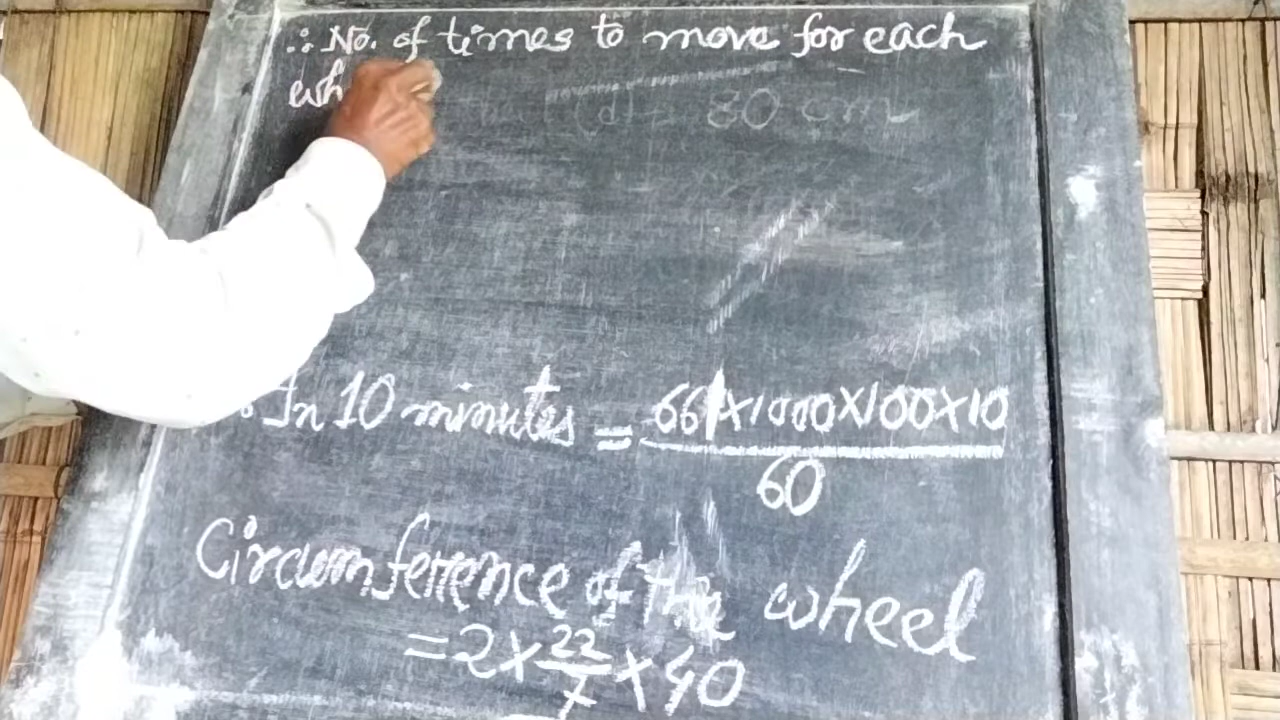 ∴ No. of times to move for each
wh
(d) = 80 cm
∴ In 10 minutes = 66×1000×100×10
60
Circumference of the wheel
= 2 × 22/7 × 40